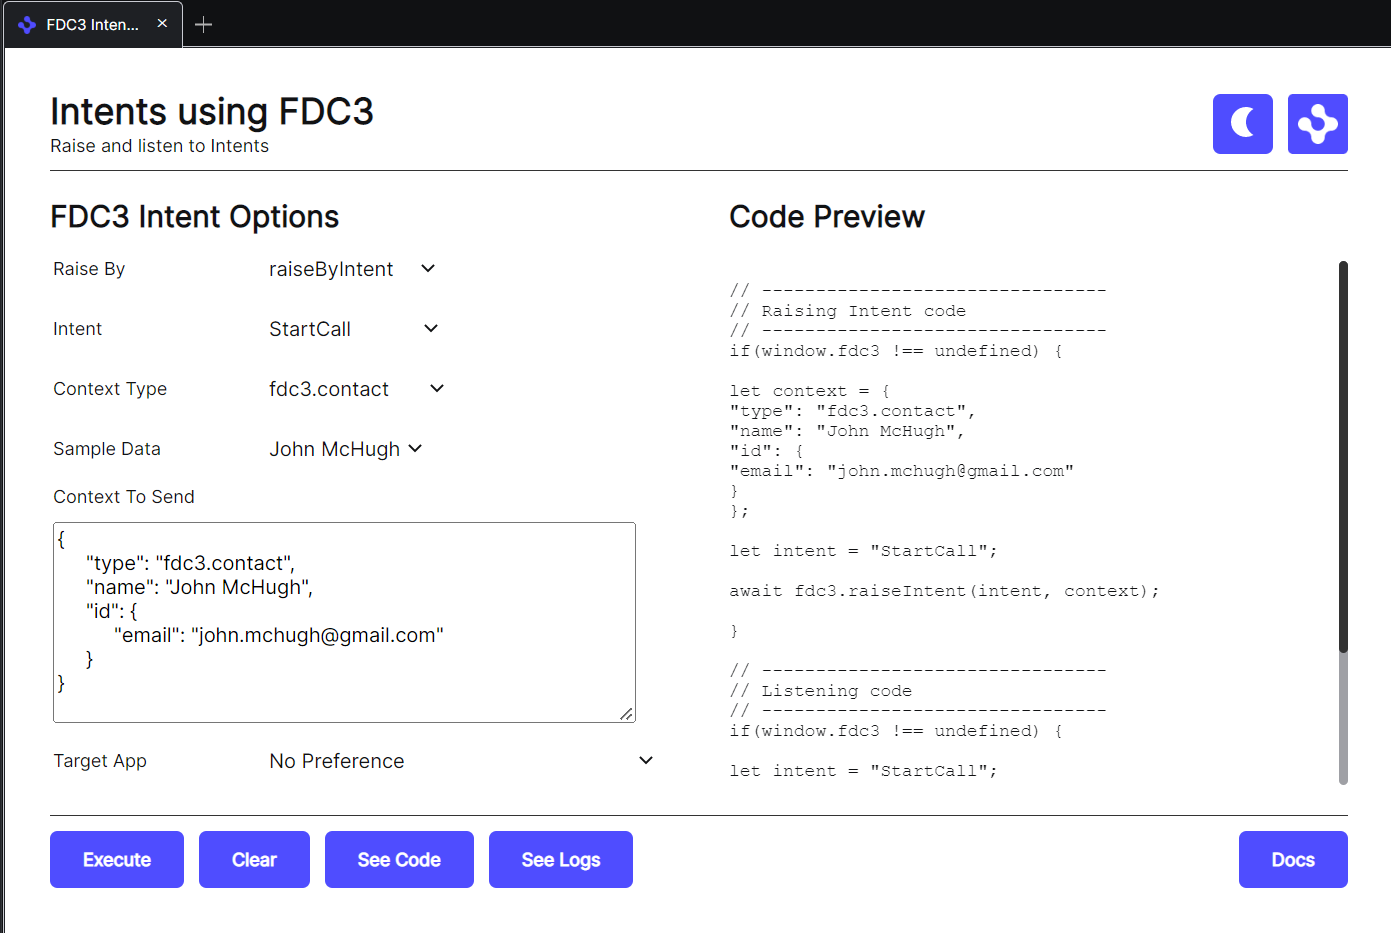 FDC3 Inten...
Intents using FDC3
Raise and listen to Intents
FDC3 Intent Options
Raise By raiseByIntent
Intent StartCall
Context Type fdc3.contact
Sample Data John McHugh
Context To Send
{
"type": "fdc3.contact",
"name": "John McHugh",
"id": {
"email": "john.mchugh@gmail.com"
}
}
Target App No Preference
Code Preview
// --------------------------------
// Raising Intent code
// --------------------------------
if(window.fdc3 !== undefined) {
let context = {
"type": "fdc3.contact",
"name": "John McHugh",
"id": {
"email": "john.mchugh@gmail.com"
}
};
let intent = "StartCall";
await fdc3.raiseIntent(intent, context);
}
// --------------------------------
// Listening code
// --------------------------------
if(window.fdc3 !== undefined) {
let intent = "StartCall";
Execute Clear See Code See Logs Docs